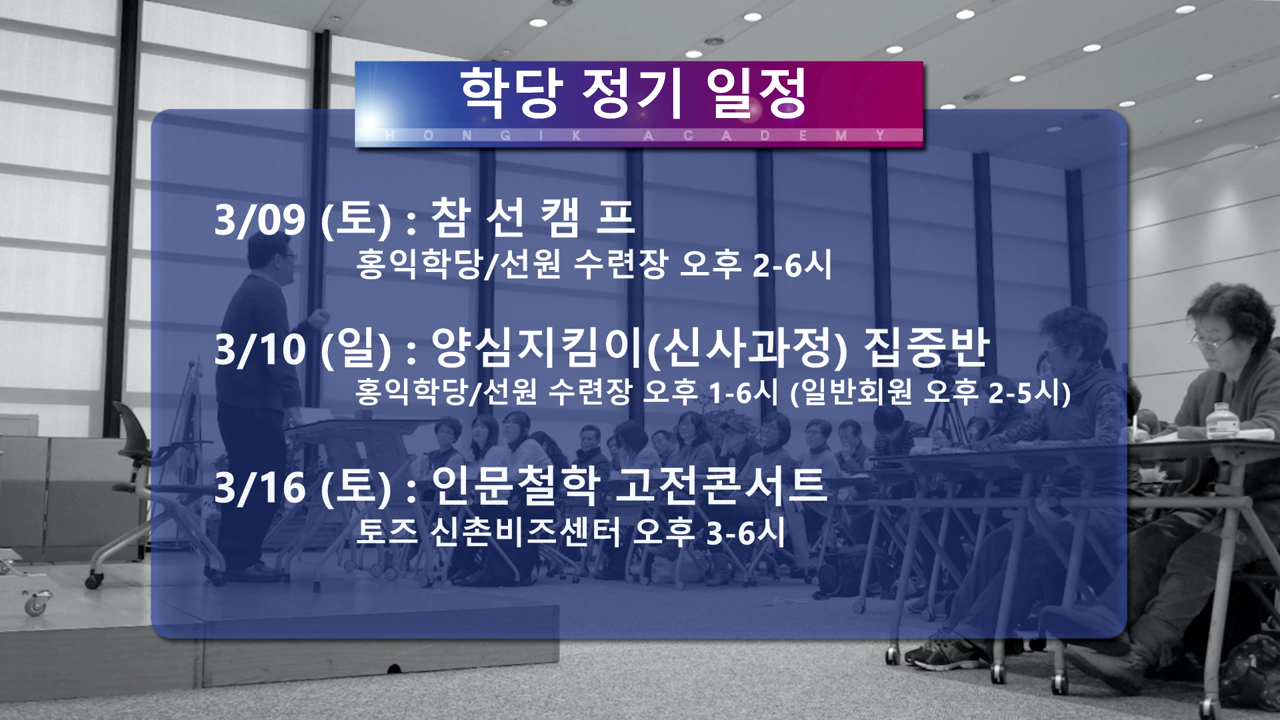 학당 정기 일정
HONGIK ACADEMY
3/09 (토) : 참 선 캠 프
홍익학당/선원 수련장 오후 2-6시
3/10 (일) : 양심지킴이(신사과정) 집중반
홍익학당/선원 수련장 오후 1-6시 (일반회원 오후 2-5시)
3/16 (토) : 인문철학 고전콘서트
토즈 신촌비즈센터 오후 3-6시